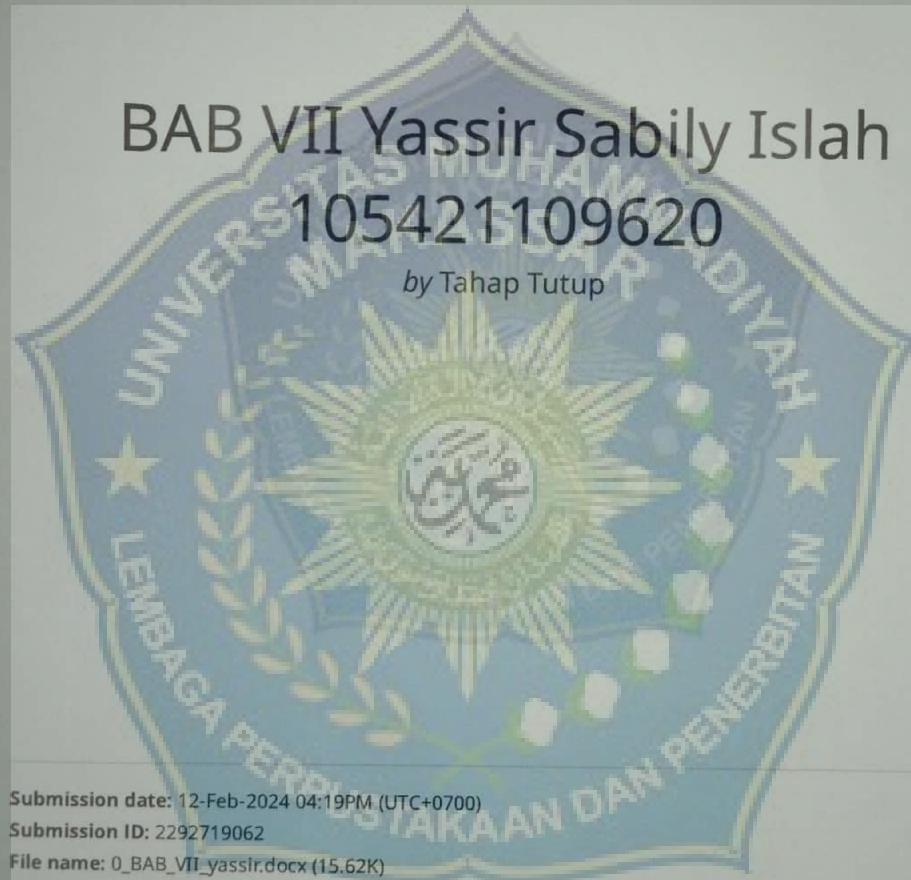 BAB VII Yassir Sabily Islah
105421109620
by Tahap Tutup
UNIVERSITAS MUHAMMADIYAH
MAKASSAR
محمدية
LEMBAGA PERPUSTAKAAN DAN PENERBITAN
Submission date: 12-Feb-2024 04:19PM (UTC+0700)
Submission ID: 2292719062
File name: 0_BAB_VII_yassir.docx (15.62K)